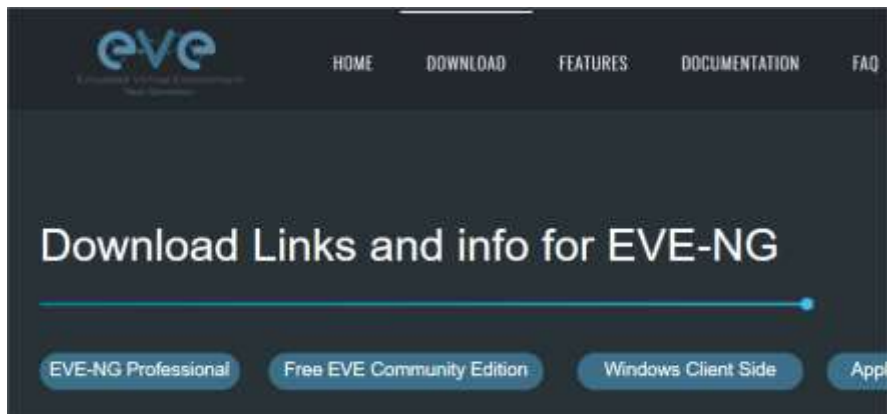 eve
HOME DOWNLOAD FEATURES DOCUMENTATION FAQ
Download Links and info for EVE-NG
EVE-NG Professional Free EVE Community Edition Windows Client Side Appl